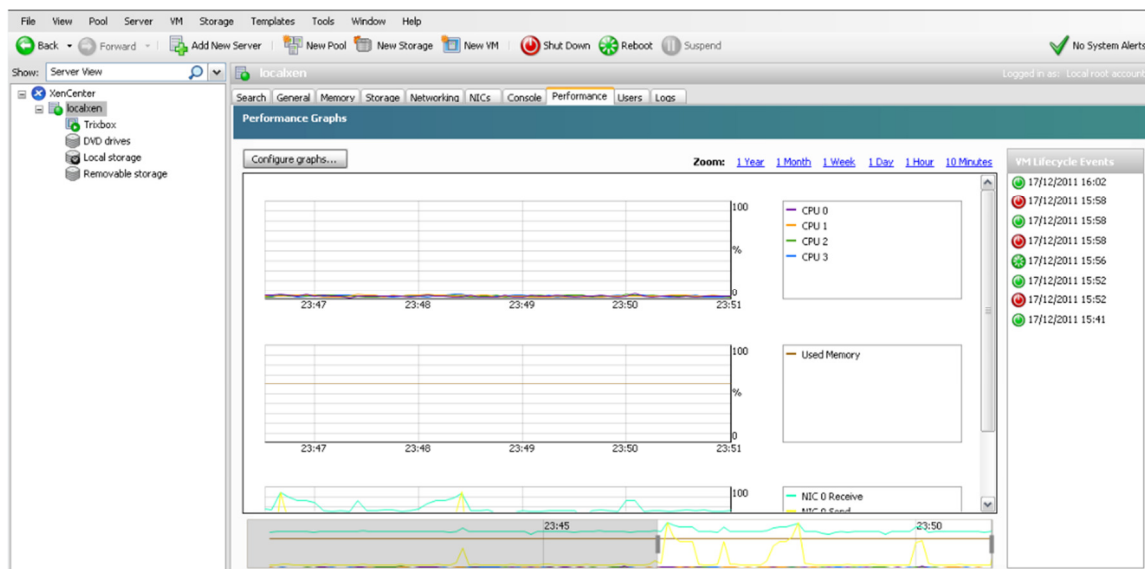 File View Pool Server VM Storage Templates Tools Window Help
Back Forward Add New Server New Pool New Storage New VM Shut Down Reboot Suspend No System Alerts
Show: Server View
localxen Logged in as: Local root account
XenCenter
localxen
Trixbox
DVD drives
Local storage
Removable storage
Search General Memory Storage Networking NICs Console Performance Users Logs
Performance Graphs
Configure graphs...
Zoom: 1 Year 1 Month 1 Week 1 Day 1 Hour 10 Minutes
100
%
0
23:47 23:48 23:49 23:50 23:51
CPU 0
CPU 1
CPU 2
CPU 3
100
%
0
23:47 23:48 23:49 23:50 23:51
Used Memory
100
NIC 0 Receive
NIC 0 Send
23:45 23:50
VM Lifecycle Events
17/12/2011 16:02
17/12/2011 15:58
17/12/2011 15:58
17/12/2011 15:58
17/12/2011 15:56
17/12/2011 15:52
17/12/2011 15:52
17/12/2011 15:41